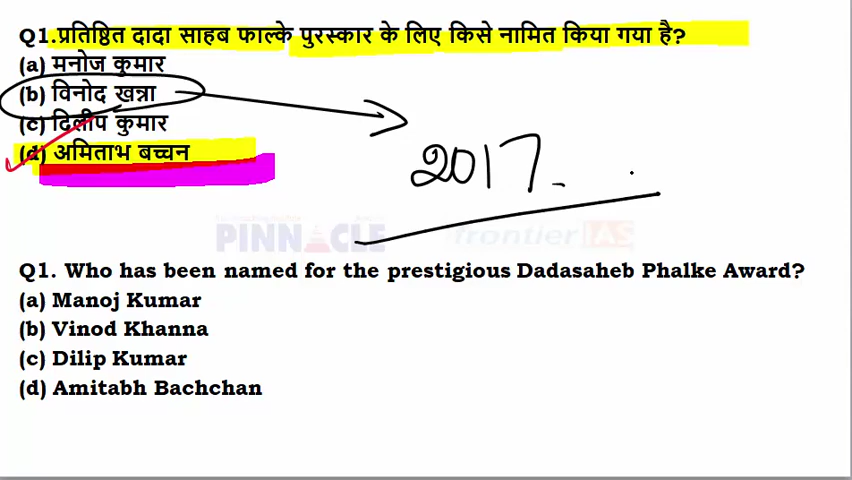 Q1.प्रतिष्ठित दादा साहब फाल्के पुरस्कार के लिए किसे नामित किया गया है?
(a) मनोज कुमार
(b) विनोद खन्ना
(c) दिलीप कुमार
(d) अमिताभ बच्चन
2017
PINNACLE frontier IAS
Q1. Who has been named for the prestigious Dadasaheb Phalke Award?
(a) Manoj Kumar
(b) Vinod Khanna
(c) Dilip Kumar
(d) Amitabh Bachchan